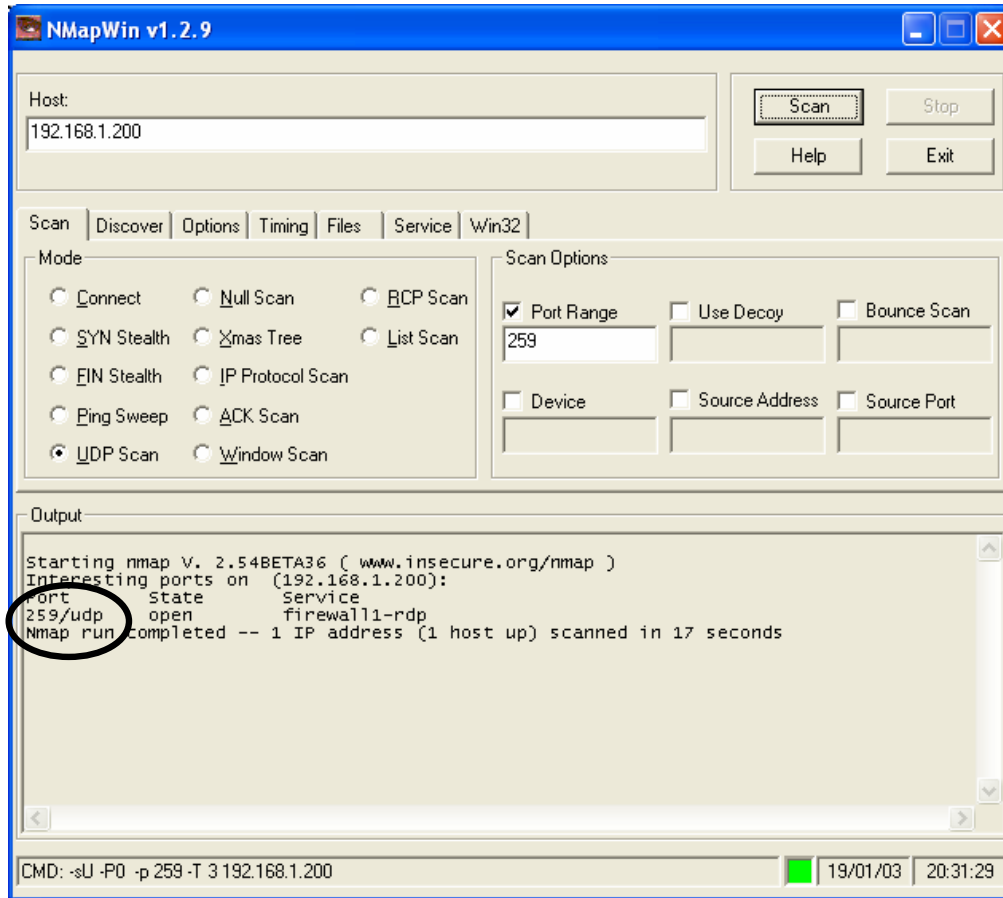 NMapWin v1.2.9
Host:
192.168.1.200
Scan
Stop
Help
Exit
Scan Discover Options Timing Files Service Win32
Mode
Connect Null Scan RCP Scan
SYN Stealth Xmas Tree List Scan
FIN Stealth IP Protocol Scan
Ping Sweep ACK Scan
UDP Scan Window Scan
Scan Options
Port Range Use Decoy Bounce Scan
259
Device Source Address Source Port
Output
Starting nmap V. 2.54BETA36 ( www.insecure.org/nmap )
Interesting ports on (192.168.1.200):
Port State Service
259/udp open firewall1-rdp
Nmap run completed -- 1 IP address (1 host up) scanned in 17 seconds
CMD: -sU -P0 -p 259 -T 3 192.168.1.200
19/01/03
20:31:29